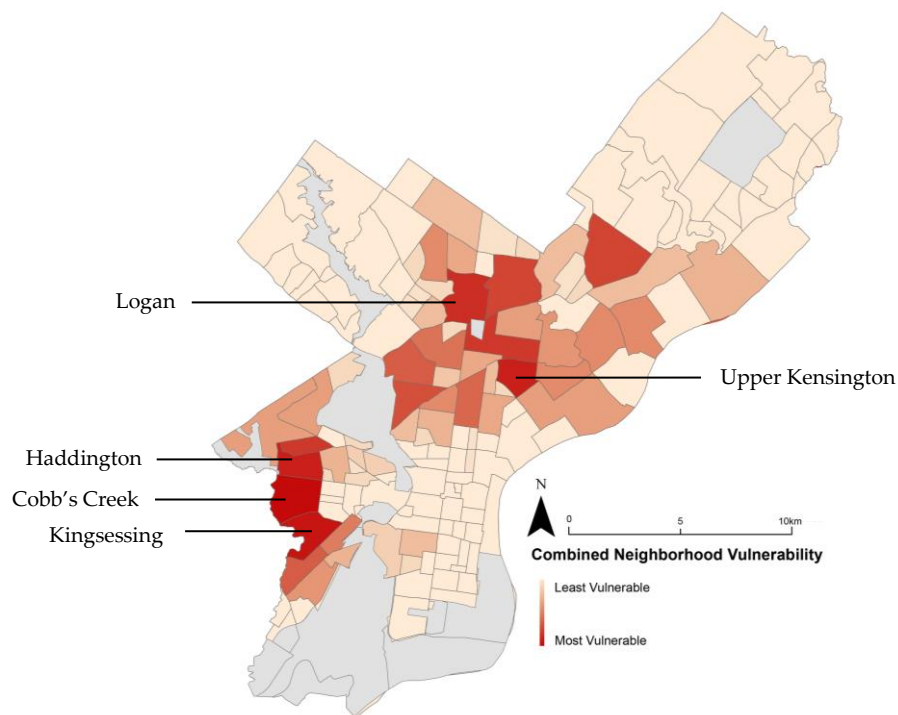 Logan
Upper Kensington
Haddington
Cobb's Creek
Kingsessing
N
0 5 10km
Combined Neighborhood Vulnerability
Least Vulnerable
Most Vulnerable